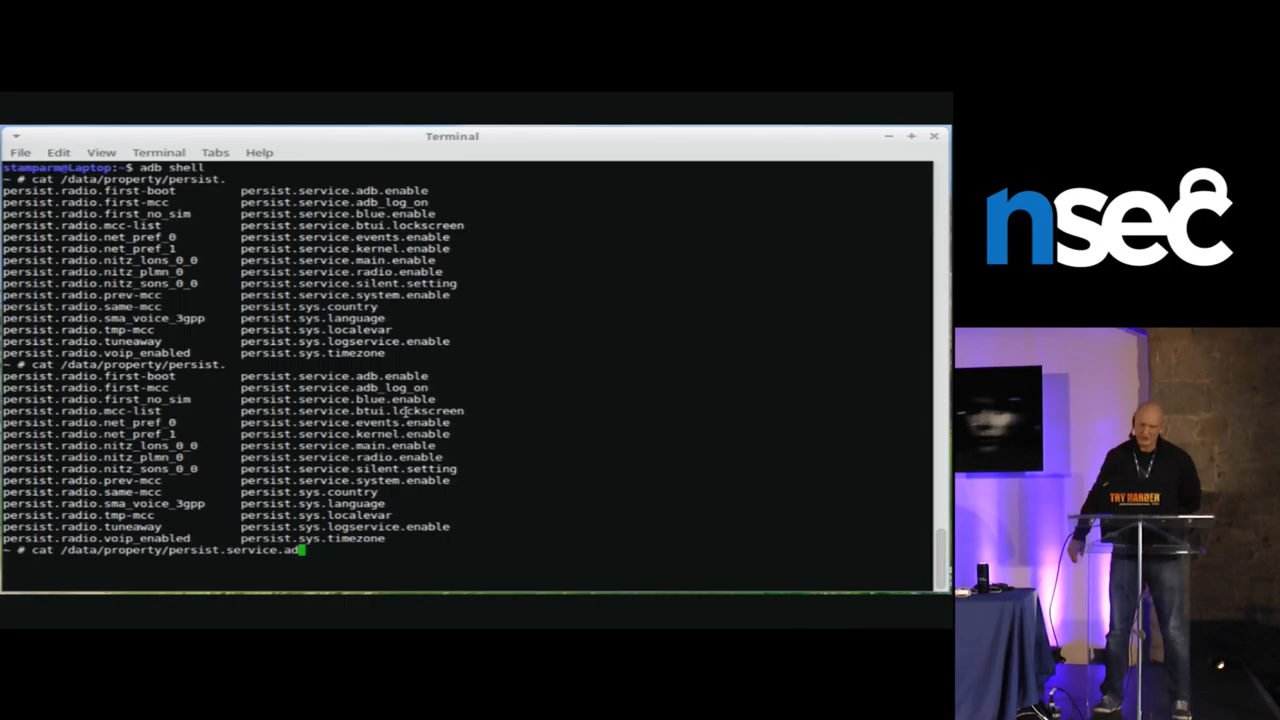 Terminal
File Edit View Terminal Tabs Help
stamparm@Laptop:~$ adb shell
~ # cat /data/property/persist.
persist.radio.first-boot persist.service.adb.enable
persist.radio.first-mcc persist.service.adb_log_on
persist.radio.first_no_sim persist.service.blue.enable
persist.radio.mcc-list persist.service.btui.lockscreen
persist.radio.net_pref_0 persist.service.events.enable
persist.radio.net_pref_1 persist.service.kernel.enable
persist.radio.nitz_lons_0_0 persist.service.main.enable
persist.radio.nitz_plmn_0 persist.service.radio.enable
persist.radio.nitz_sons_0_0 persist.service.silent.setting
persist.radio.prev-mcc persist.service.system.enable
persist.radio.same-mcc persist.sys.country
persist.radio.sma_voice_3gpp persist.sys.language
persist.radio.tmp-mcc persist.sys.localevar
persist.radio.tuneaway persist.sys.logservice.enable
persist.radio.voip_enabled persist.sys.timezone
~ # cat /data/property/persist.
persist.radio.first-boot persist.service.adb.enable
persist.radio.first-mcc persist.service.adb_log_on
persist.radio.first_no_sim persist.service.blue.enable
persist.radio.mcc-list persist.service.btui.lockscreen
persist.radio.net_pref_0 persist.service.events.enable
persist.radio.net_pref_1 persist.service.kernel.enable
persist.radio.nitz_lons_0_0 persist.service.main.enable
persist.radio.nitz_plmn_0 persist.service.radio.enable
persist.radio.nitz_sons_0_0 persist.service.silent.setting
persist.radio.prev-mcc persist.service.system.enable
persist.radio.same-mcc persist.sys.country
persist.radio.sma_voice_3gpp persist.sys.language
persist.radio.tmp-mcc persist.sys.localevar
persist.radio.tuneaway persist.sys.logservice.enable
persist.radio.voip_enabled persist.sys.timezone
~ # cat /data/property/persist.service.ad
nsec
TRY HARDER